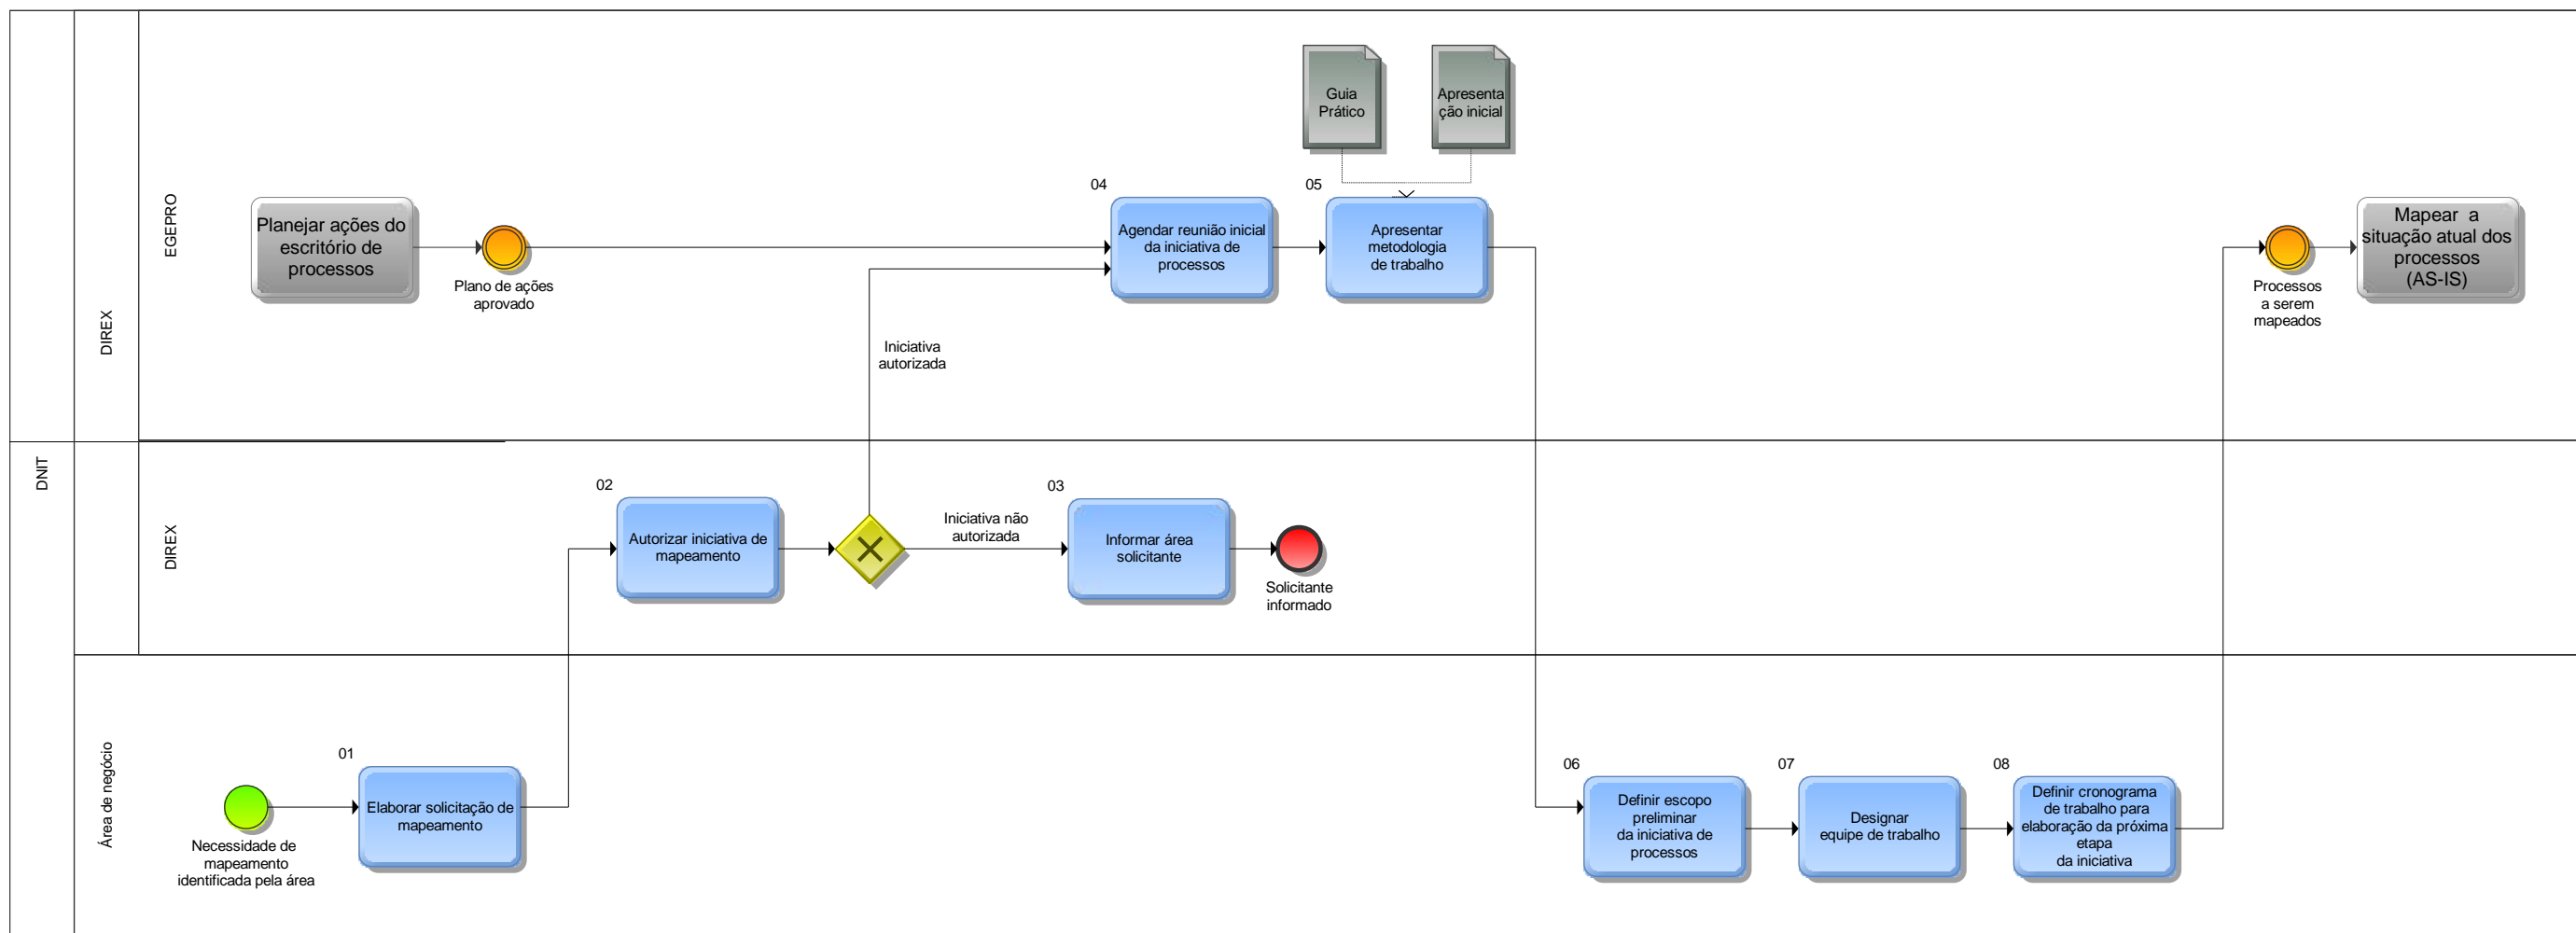 DNIT
DIREX
EGEPRO
Planejar ações do
escritório de
processos
Plano de ações
aprovado
Iniciativa
autorizada
04
Agendar reunião inicial
da iniciativa de
processos
Guia
Prático
Apresenta
ção inicial
05
Apresentar
metodologia
de trabalho
Processos
a serem
mapeados
Mapear a
situação atual dos
processos
(AS-IS)
DIREX
02
Autorizar iniciativa de
mapeamento
Iniciativa não
autorizada
03
Informar área
solicitante
Solicitante
informado
Área de negócio
Necessidade de
mapeamento
identificada pela área
01
Elaborar solicitação de
mapeamento
06
Definir escopo
preliminar
da iniciativa de
processos
07
Designar
equipe de trabalho
08
Definir cronograma
de trabalho para
elaboração da próxima
etapa
da iniciativa